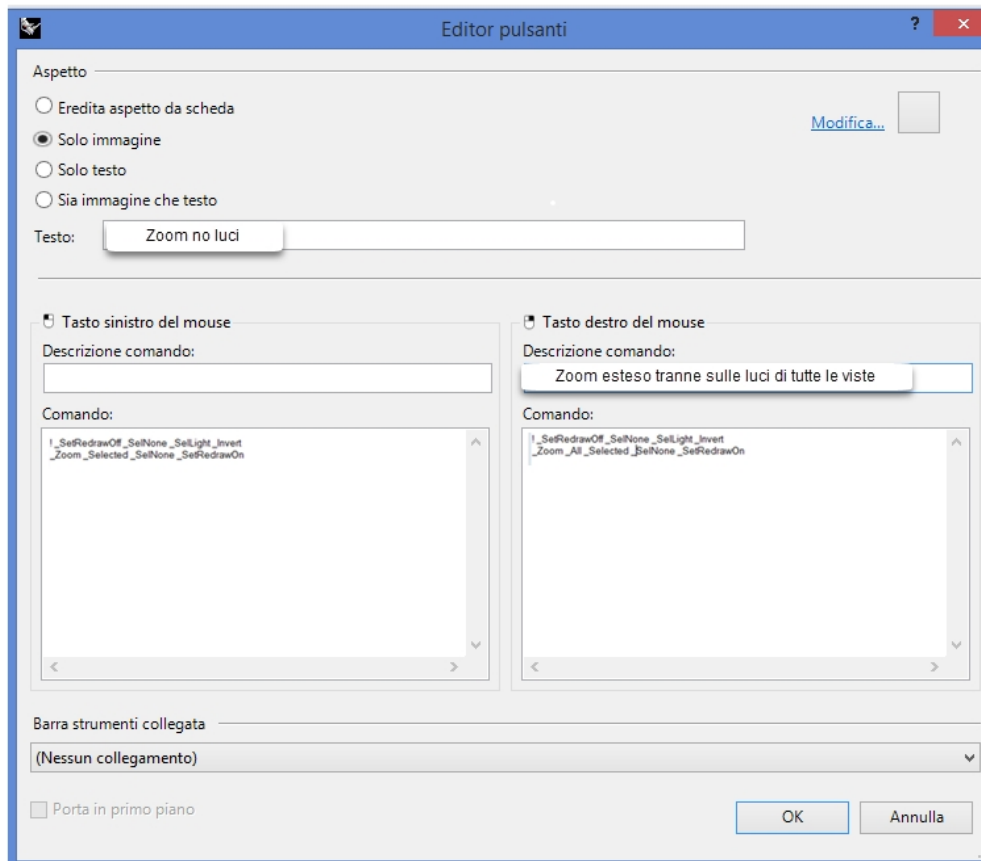 Editor pulsanti
?
Aspetto
Eredita aspetto da scheda
Solo immagine
Modifica...
Solo testo
Sia immagine che testo
Testo:
Zoom no luci
Tasto sinistro del mouse
Descrizione comando:
Comando:
! _SetRedrawOff _SelNone _SelLight _Invert
_Zoom _Selected _SelNone _SetRedrawOn
Tasto destro del mouse
Descrizione comando:
Zoom esteso tranne sulle luci di tutte le viste
Comando:
! _SetRedrawOff _SelNone _SelLight _Invert
_Zoom _All _Selected _SelNone _SetRedrawOn
Barra strumenti collegata
(Nessun collegamento)
Porta in primo piano
OK
Annulla